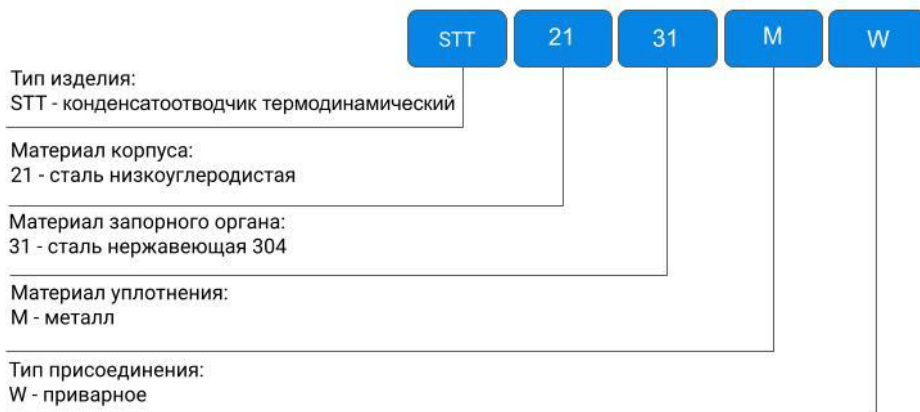 STT 21 31 M W
Тип изделия:
STT - конденсатоотводчик термодинамический
Материал корпуса:
21 - сталь низкоуглеродистая
Материал запорного органа:
31 - сталь нержавеющая 304
Материал уплотнения:
М - металл
Тип присоединения:
W - приварное